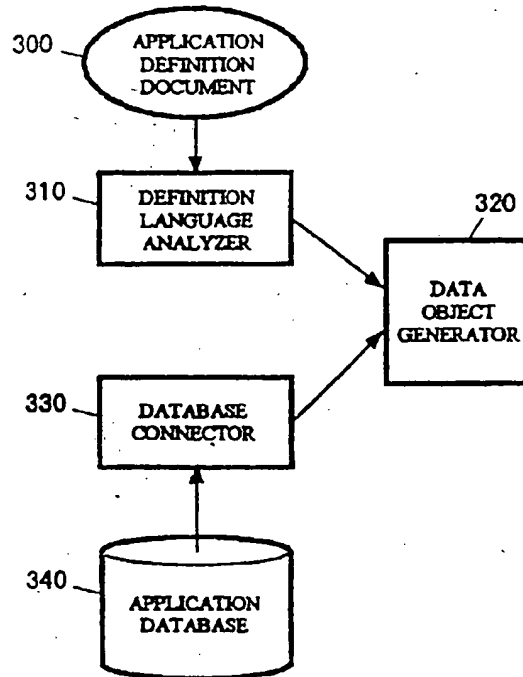 300
APPLICATION
DEFINITION
DOCUMENT
310
DEFINITION
LANGUAGE
ANALYZER
320
DATA
OBJECT
GENERATOR
330
DATABASE
CONNECTOR
340
APPLICATION
DATABASE